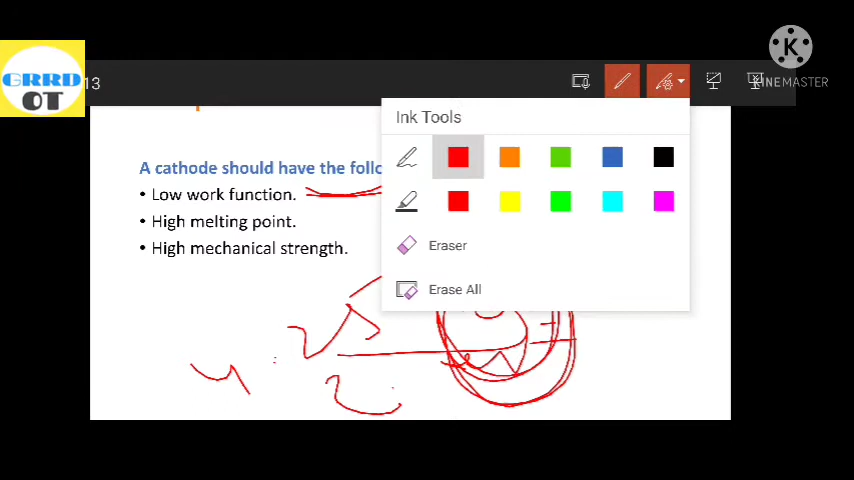 GRRD
OT
13
KINEMASTER
Ink Tools
A cathode should have the follo
• Low work function.
• High melting point.
• High mechanical strength.
Eraser
Erase All